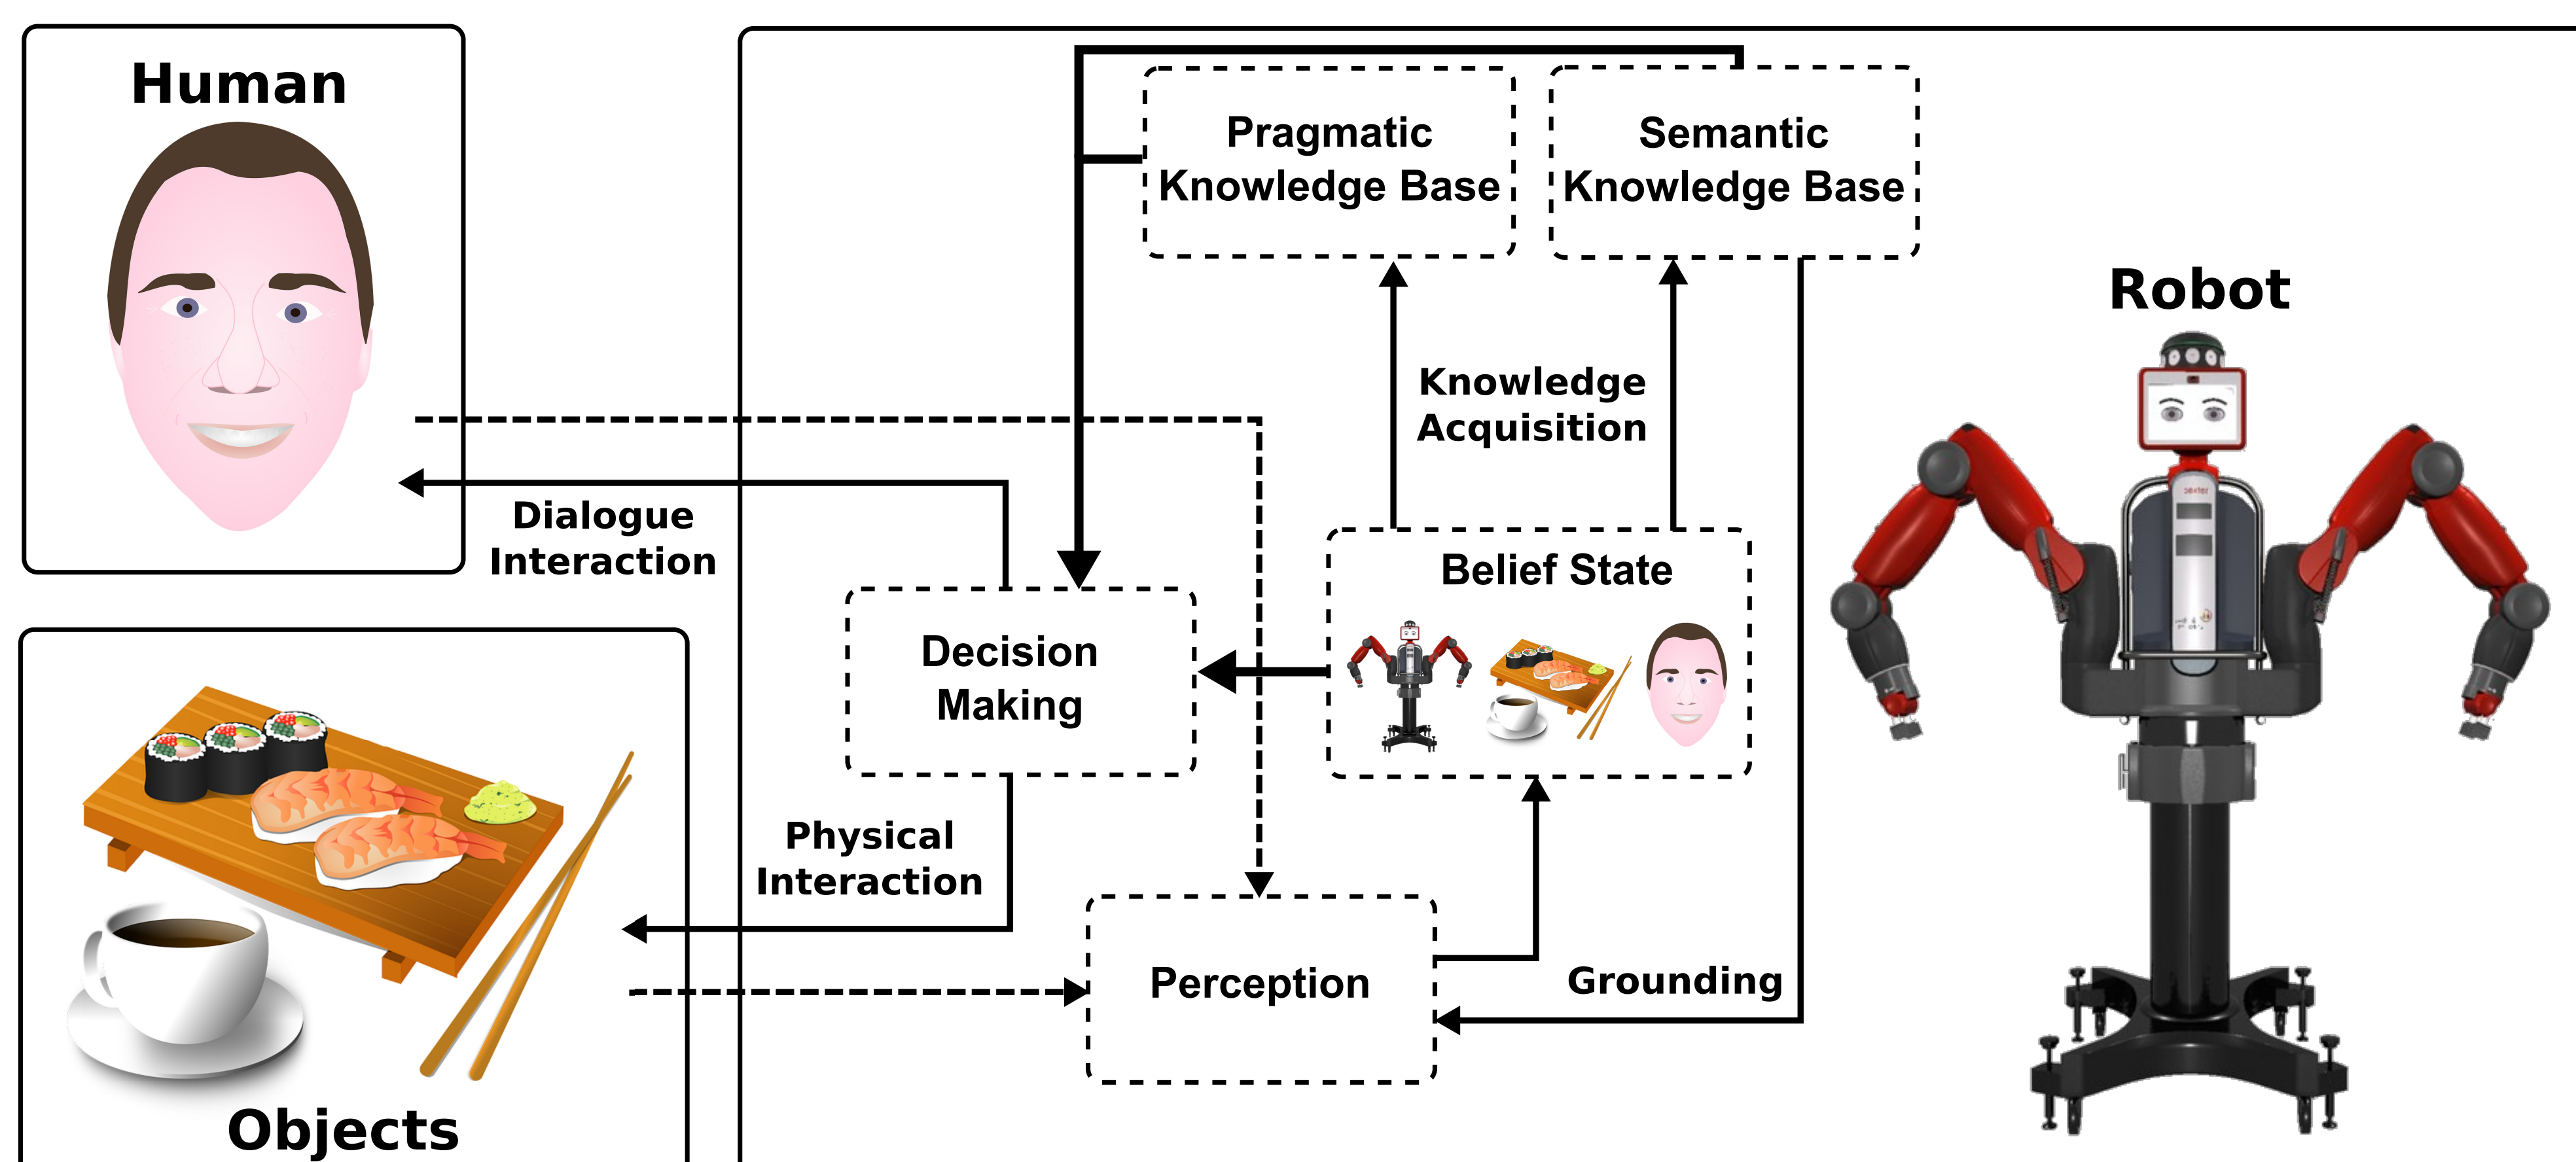 Human
Pragmatic
Knowledge Base
Semantic
Knowledge Base
Robot
Knowledge
Acquisition
Dialogue
Interaction
Belief State
Decision
Making
Physical
Interaction
Perception
Grounding
Objects